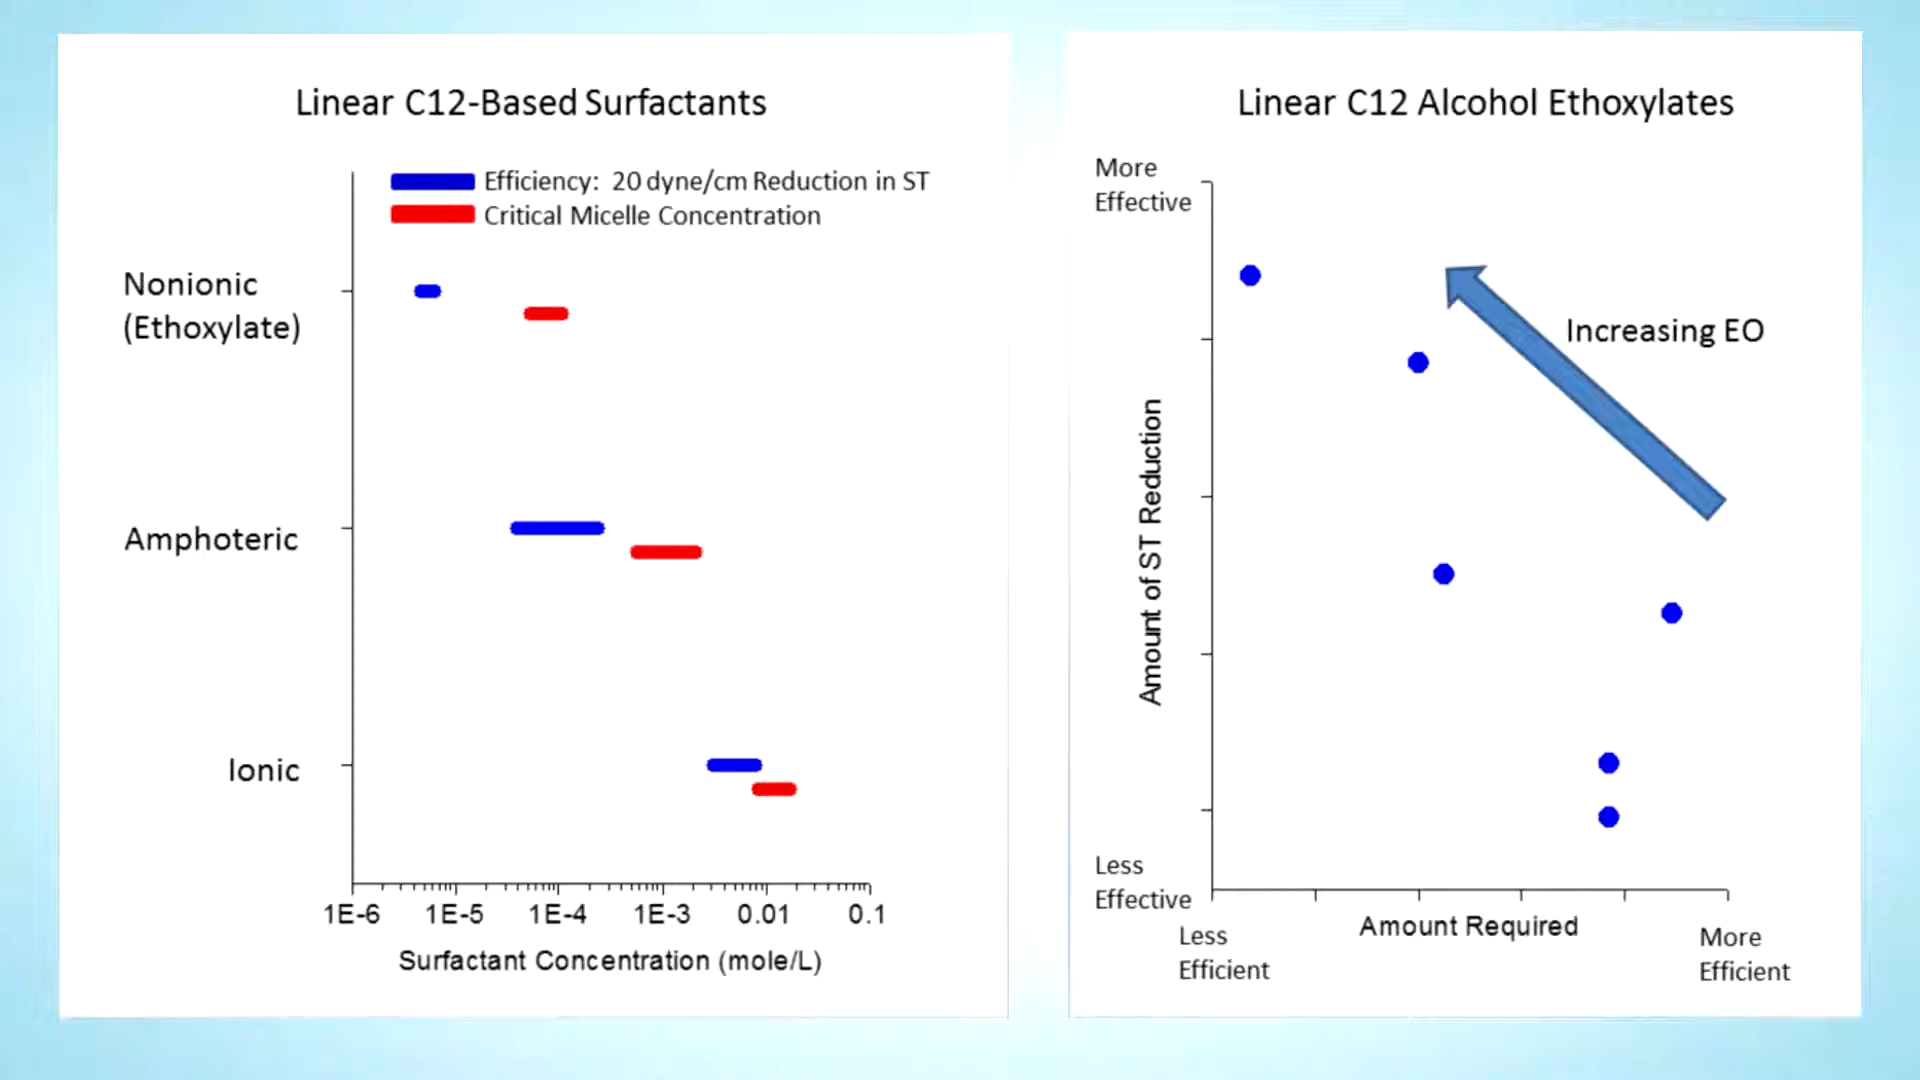 Linear C12-Based Surfactants
Efficiency: 20 dyne/cm Reduction in ST
Critical Micelle Concentration
Nonionic
(Ethoxylate)
Amphoteric
Ionic
1E-6 1E-5 1E-4 1E-3 0.01 0.1
Surfactant Concentration (mole/L)
Linear C12 Alcohol Ethoxylates
More
Effective
Increasing EO
Amount of ST Reduction
Less
Effective
Amount Required
Less
Efficient
More
Efficient